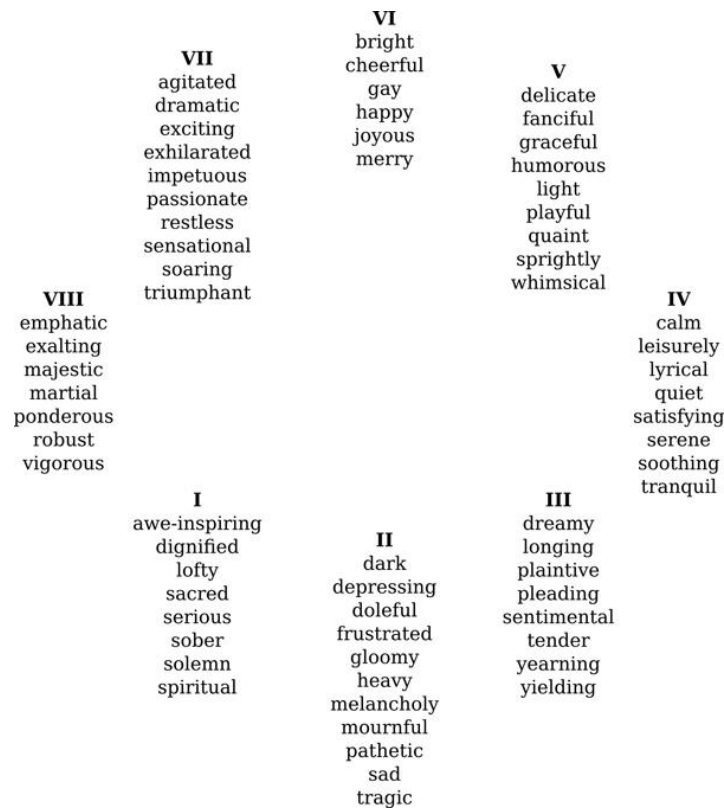 VI
bright
cheerful
gay
happy
joyous
merry
VII
agitated
dramatic
exciting
exhilarated
impetuous
passionate
restless
sensational
soaring
triumphant
V
delicate
fanciful
graceful
humorous
light
playful
quaint
sprightly
whimsical
VIII
emphatic
exalting
majestic
martial
ponderous
robust
vigorous
IV
calm
leisurely
lyrical
quiet
satisfying
serene
soothing
tranquil
I
awe-inspiring
dignified
lofty
sacred
serious
sober
solemn
spiritual
II
dark
depressing
doleful
frustrated
gloomy
heavy
melancholy
mournful
pathetic
sad
tragic
III
dreamy
longing
plaintive
pleading
sentimental
tender
yearning
yielding